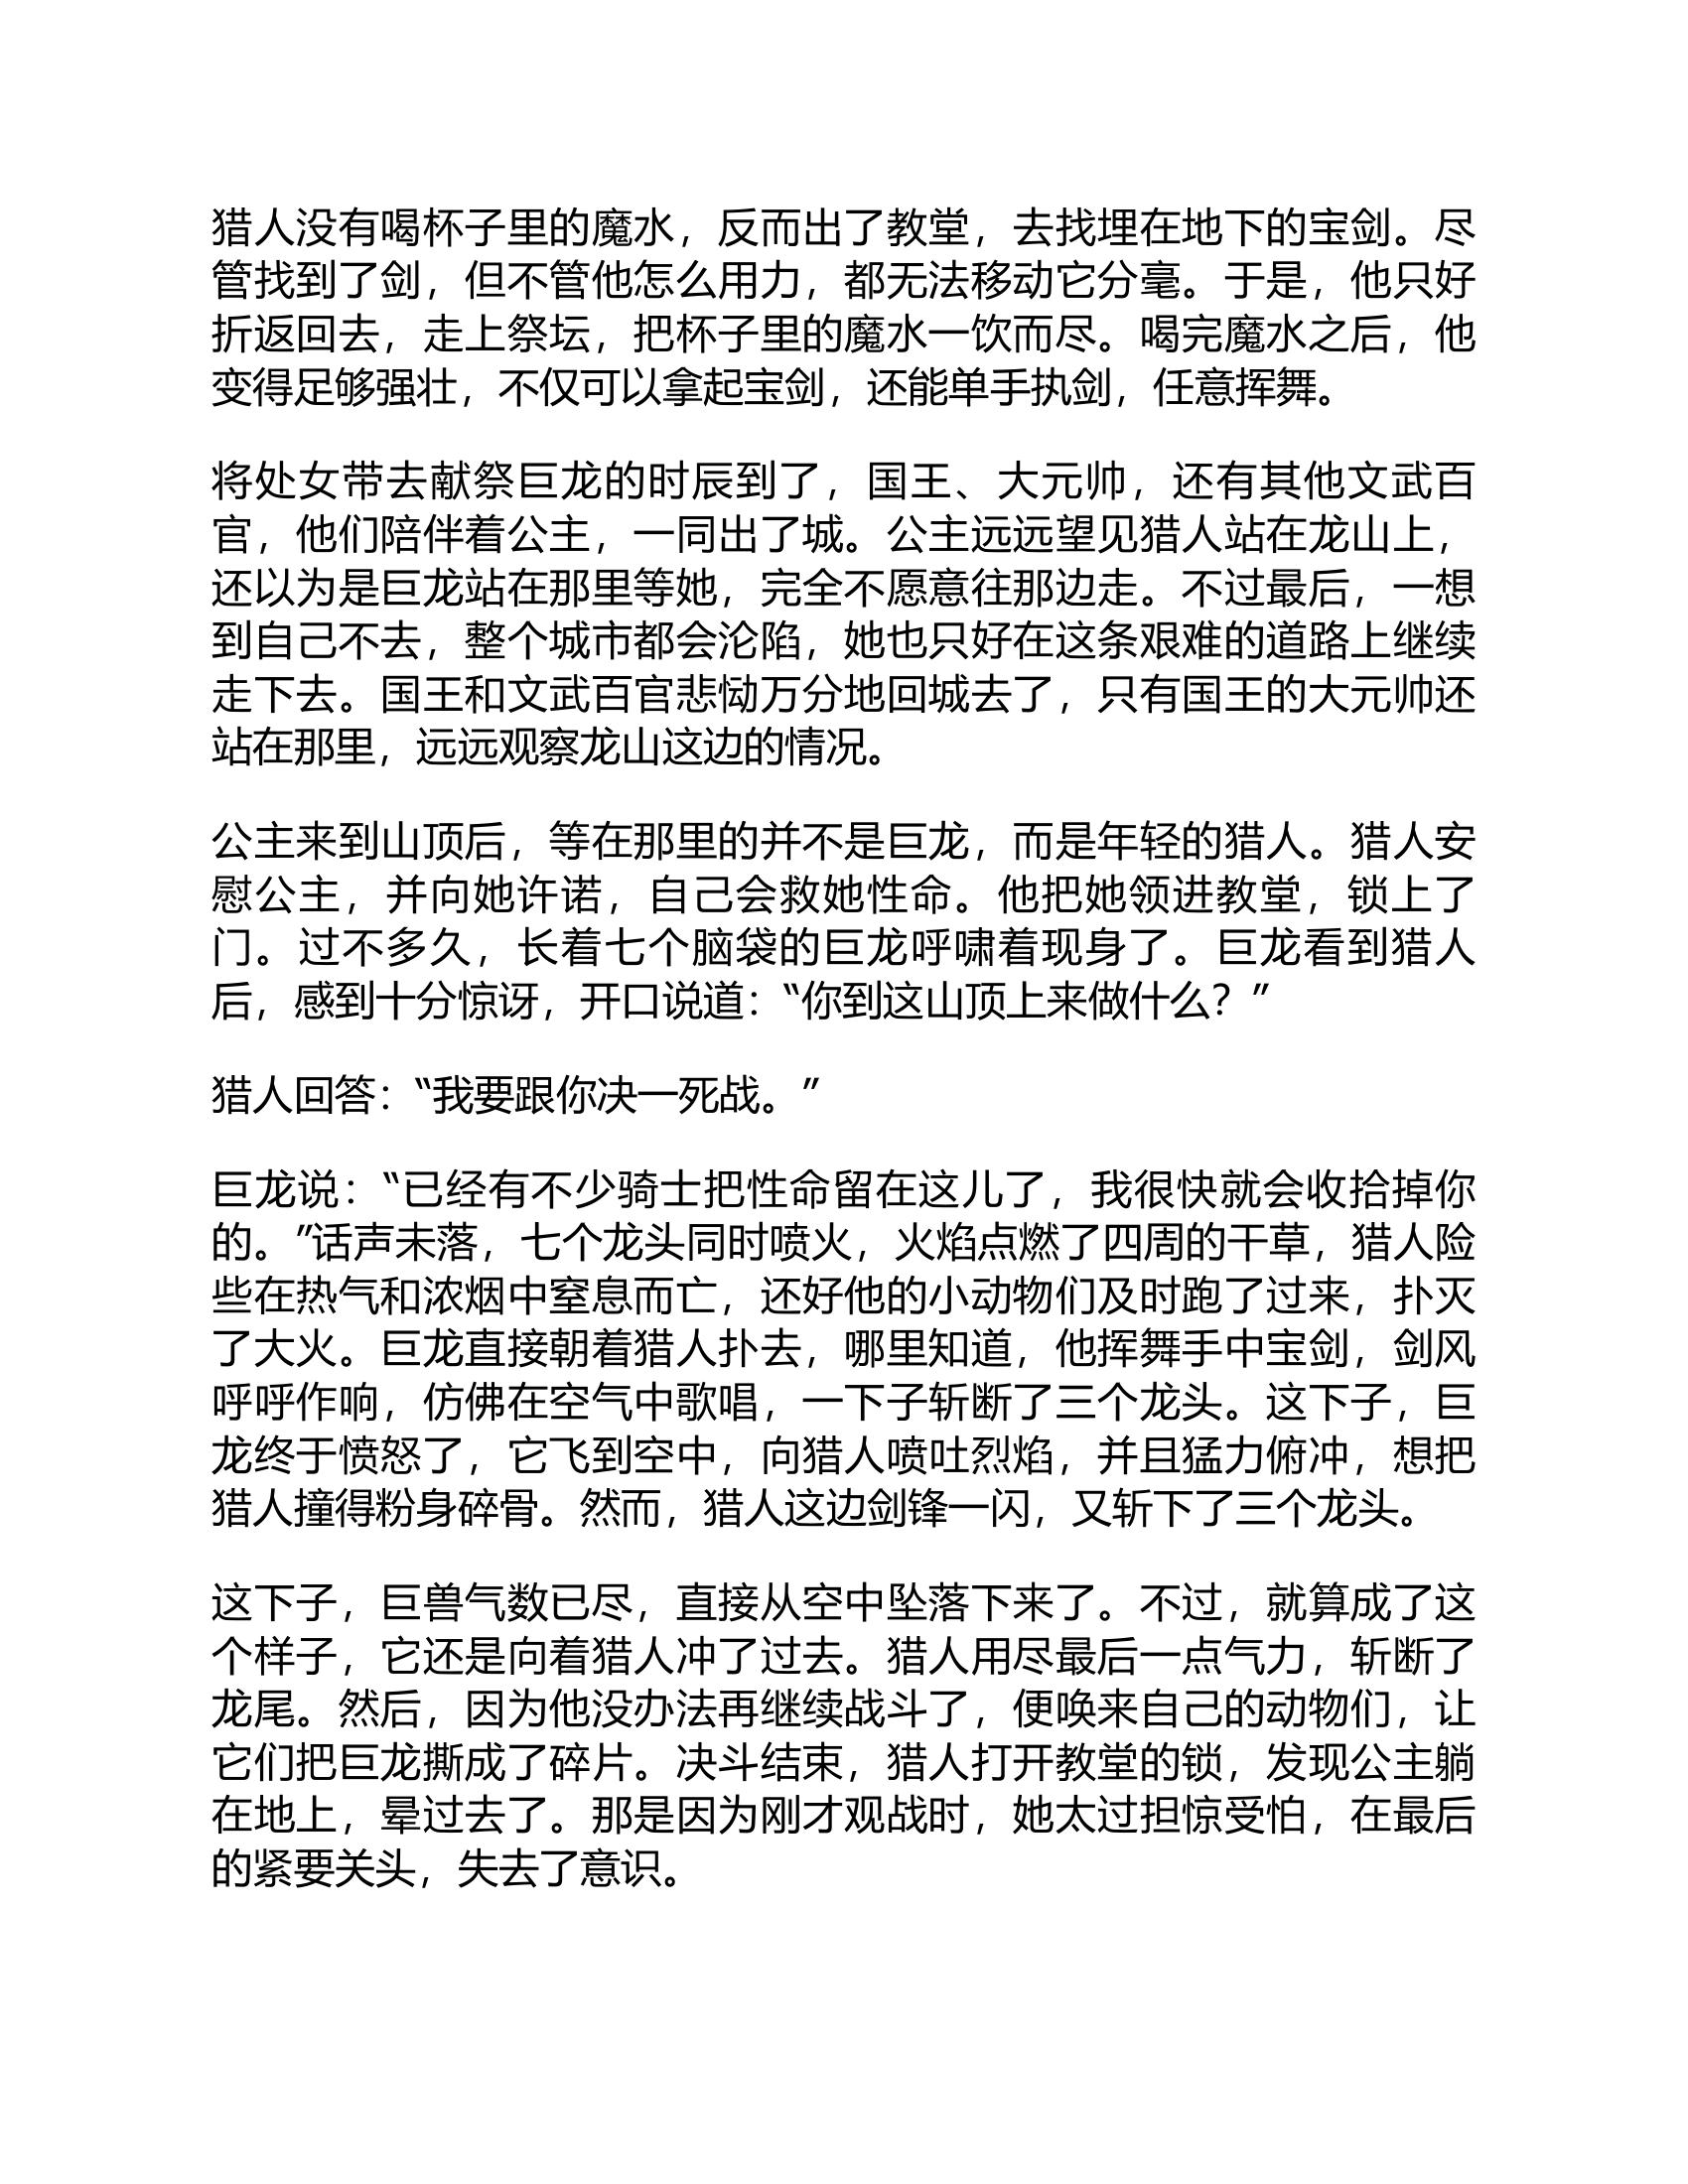 猎人没有喝杯子里的魔水，反而出了教堂，去找埋在地下的宝剑。尽
管找到了剑，但不管他怎么用力，都无法移动它分毫。于是，他只好
折返回去，走上祭坛，把杯子里的魔水一饮而尽。喝完魔水之后，他
变得足够强壮，不仅可以拿起宝剑，还能单手执剑，任意挥舞。
将处女带去献祭巨龙的时辰到了，国王、大元帅，还有其他文武百
官，他们陪伴着公主，一同出了城。公主远远望见猎人站在龙山上，
还以为是巨龙站在那里等她，完全不愿意往那边走。不过最后，一想
到自己不去，整个城市都会沦陷，她也只好在这条艰难的道路上继续
走下去。国王和文武百官悲恸万分地回城去了，只有国王的大元帅还
站在那里，远远观察龙山这边的情况。
公主来到山顶后，等在那里的并不是巨龙，而是年轻的猎人。猎人安
慰公主，并向她许诺，自己会救她性命。他把她领进教堂，锁上了
门。过不多久，长着七个脑袋的巨龙呼啸着现身了。巨龙看到猎人
后，感到十分惊讶，开口说道：“你到这山顶上来做什么？”
猎人回答：“我要跟你决一死战。”
巨龙说：“已经有不少骑士把性命留在这儿了，我很快就会收拾掉你
的。”话声未落，七个龙头同时喷火，火焰点燃了四周的干草，猎人险
些在热气和浓烟中窒息而亡，还好他的小动物们及时跑了过来，扑灭
了大火。巨龙直接朝着猎人扑去，哪里知道，他挥舞手中宝剑，剑风
呼呼作响，仿佛在空气中歌唱，一下子斩断了三个龙头。这下子，巨
龙终于愤怒了，它飞到空中，向猎人喷吐烈焰，并且猛力俯冲，想把
猎人撞得粉身碎骨。然而，猎人这边剑锋一闪，又斩下了三个龙头。
这下子，巨兽气数已尽，直接从空中坠落下来了。不过，就算成了这
个样子，它还是向着猎人冲了过去。猎人用尽最后一点气力，斩断了
龙尾。然后，因为他没办法再继续战斗了，便唤来自己的动物们，让
它们把巨龙撕成了碎片。决斗结束，猎人打开教堂的锁，发现公主躺
在地上，晕过去了。那是因为刚才观战时，她太过担惊受怕，在最后
的紧要关头，失去了意识。